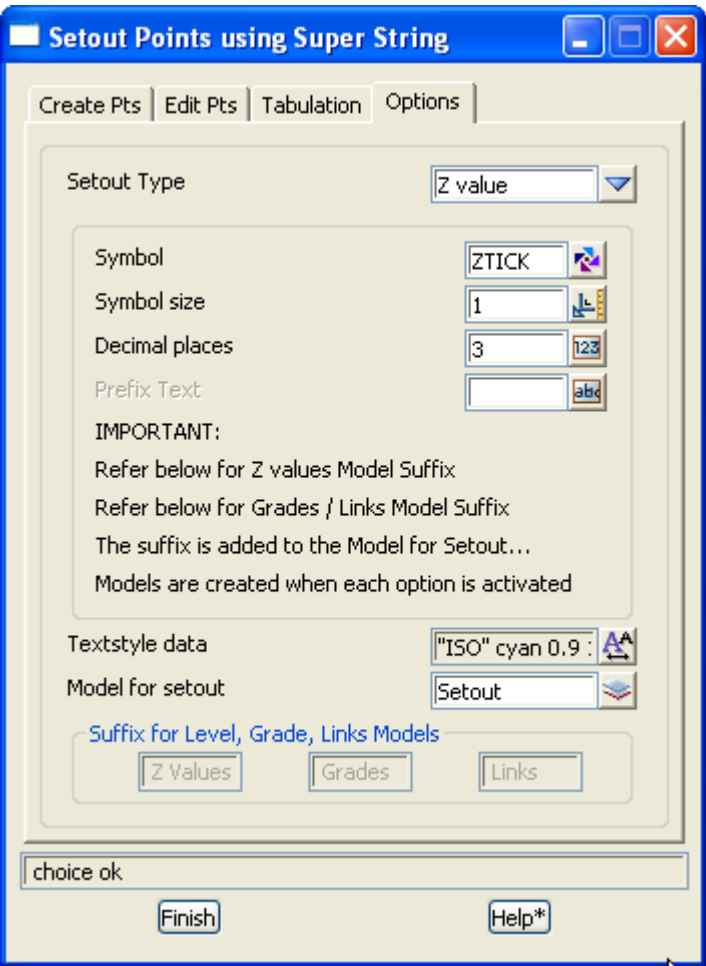 Setout Points using Super String
Create Pts Edit Pts Tabulation Options
Setout Type Z value
Symbol ZTICK
Symbol size 1
Decimal places 3 123
Prefix Text abc
IMPORTANT:
Refer below for Z values Model Suffix
Refer below for Grades / Links Model Suffix
The suffix is added to the Model for Setout...
Models are created when each option is activated
Textstyle data "ISO" cyan 0.9 :
Model for setout Setout
Suffix for Level, Grade, Links Models
Z Values Grades Links
choice ok
Finish Help*